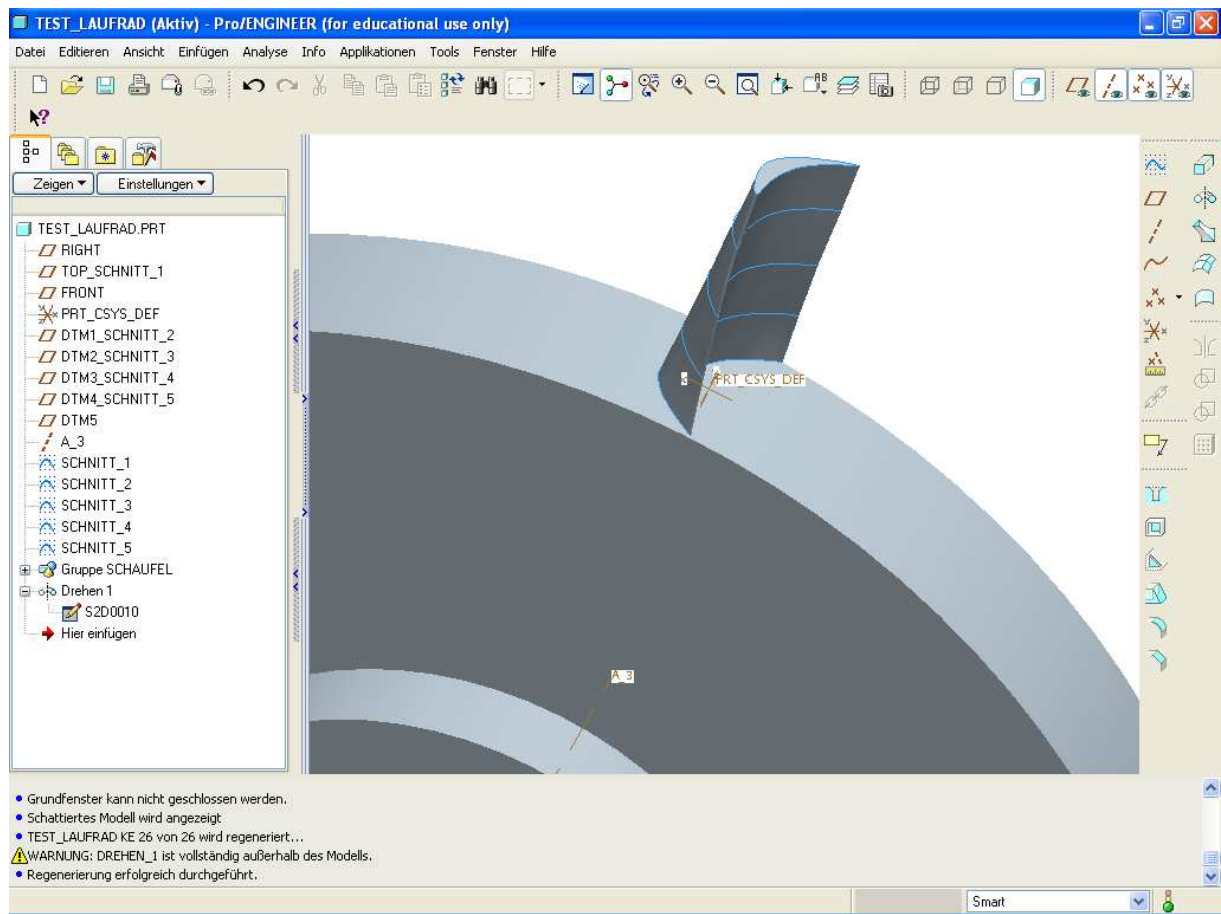 TEST_LAUFRAD (Aktiv) - Pro/ENGINEER (for educational use only)
Datei Editieren Ansicht Einfügen Analyse Info Applikationen Tools Fenster Hilfe
Zeigen Einstellungen
TEST_LAUFRAD.PRT
RIGHT
TOP_SCHNITT_1
FRONT
PRT_CSYS_DEF
DTM1_SCHNITT_2
DTM2_SCHNITT_3
DTM3_SCHNITT_4
DTM4_SCHNITT_5
DTM5
A_3
SCHNITT_1
SCHNITT_2
SCHNITT_3
SCHNITT_4
SCHNITT_5
Gruppe SCHAUFEL
Drehen 1
S2D0010
Hier einfügen
PRT_CSYS_DEF
A_3
Grundfenster kann nicht geschlossen werden.
Schattiertes Modell wird angezeigt
TEST_LAUFRAD KE 26 von 26 wird regeneriert...
WARNUNG: DREHEN_1 ist vollständig außerhalb des Modells.
Regenerierung erfolgreich durchgeführt.
Smart